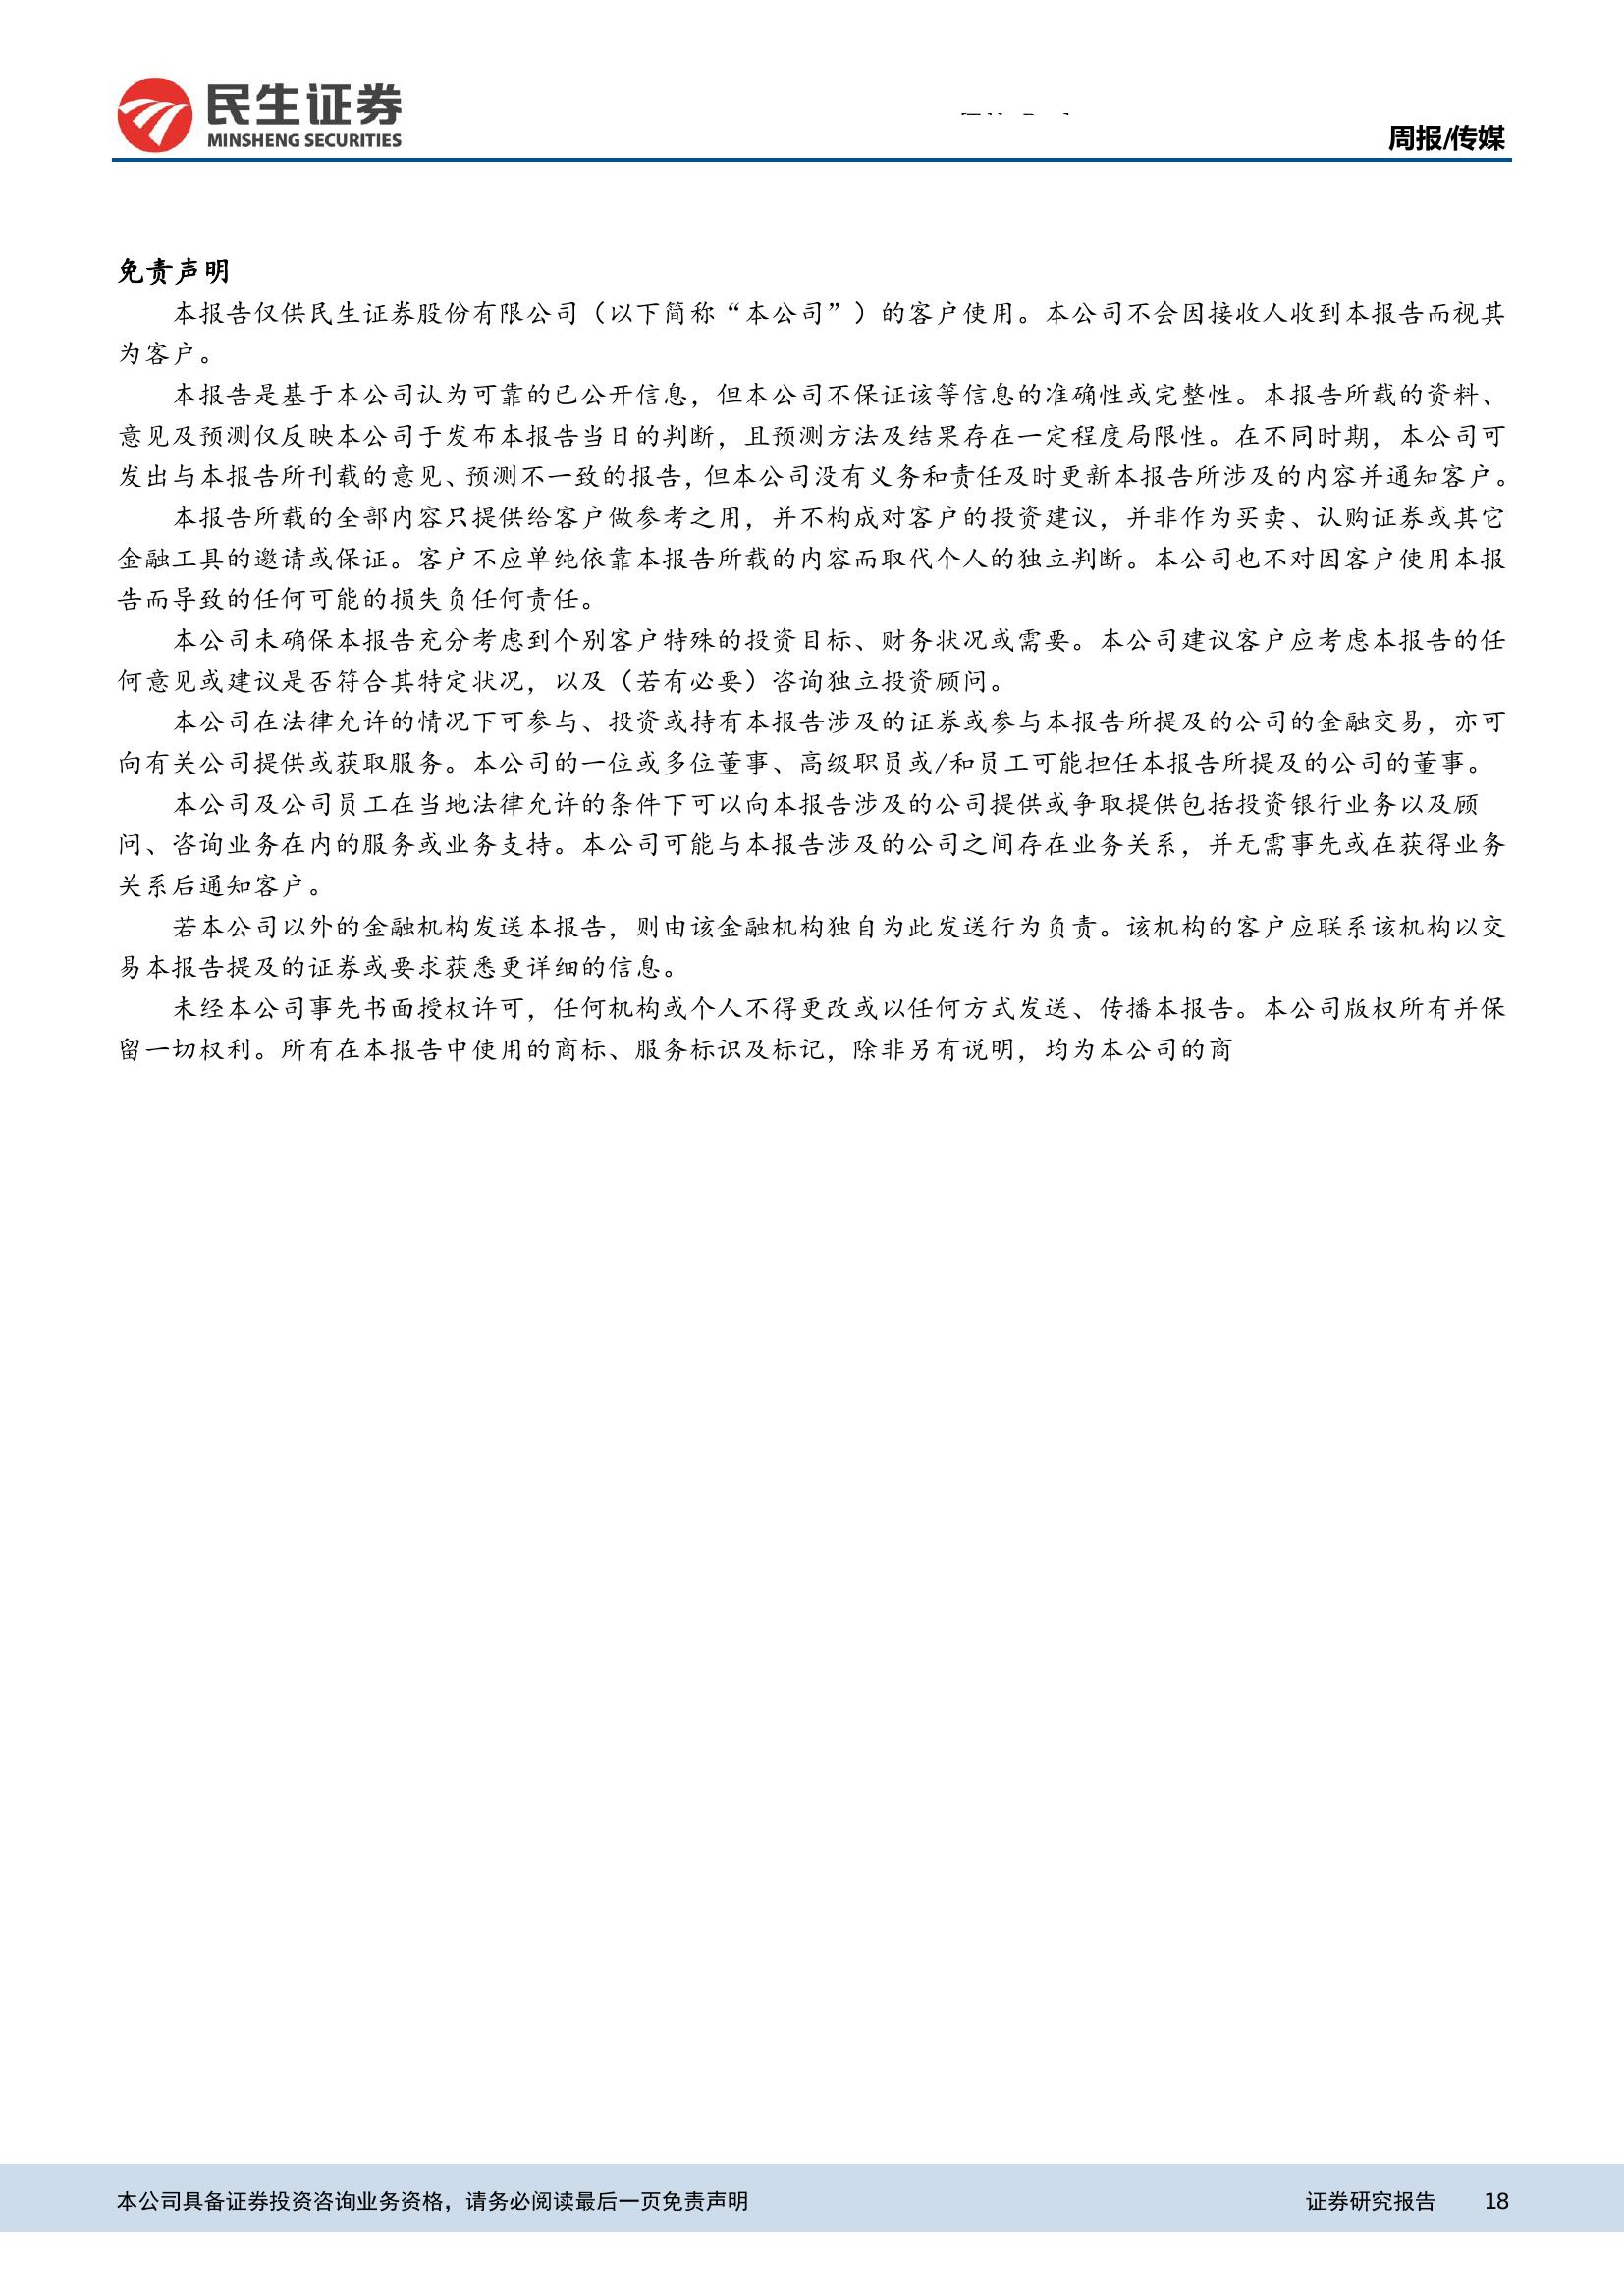 民生证券
MINSHENG SECURITIES
周报/传媒
免责声明
本报告仅供民生证券股份有限公司（以下简称“本公司”）的客户使用。本公司不会因接收人收到本报告而视其
为客户。
本报告是基于本公司认为可靠的已公开信息，但本公司不保证该等信息的准确性或完整性。本报告所载的资料、
意见及预测仅反映本公司于发布本报告当日的判断，且预测方法及结果存在一定程度局限性。在不同时期，本公司可
发出与本报告所刊载的意见、预测不一致的报告，但本公司没有义务和责任及时更新本报告所涉及的内容并通知客户。
本报告所载的全部内容只提供给客户做参考之用，并不构成对客户的投资建议，并非作为买卖、认购证券或其它
金融工具的邀请或保证。客户不应单纯依靠本报告所载的内容而取代个人的独立判断。本公司也不对因客户使用本报
告而导致的任何可能的损失负任何责任。
本公司未确保本报告充分考虑到个别客户特殊的投资目标、财务状况或需要。本公司建议客户应考虑本报告的任
何意见或建议是否符合其特定状况，以及（若有必要）咨询独立投资顾问。
本公司在法律允许的情况下可参与、投资或持有本报告涉及的证券或参与本报告所提及的公司的金融交易，亦可
向有关公司提供或获取服务。本公司的一位或多位董事、高级职员或/和员工可能担任本报告所提及的公司的董事。
本公司及公司员工在当地法律允许的条件下可以向本报告涉及的公司提供或争取提供包括投资银行业务以及顾
问、咨询业务在内的服务或业务支持。本公司可能与本报告涉及的公司之间存在业务关系，并无需事先或在获得业务
关系后通知客户。
若本公司以外的金融机构发送本报告，则由该金融机构独自为此发送行为负责。该机构的客户应联系该机构以交
易本报告提及的证券或要求获悉更详细的信息。
未经本公司事先书面授权许可，任何机构或个人不得更改或以任何方式发送、传播本报告。本公司版权所有并保
留一切权利。所有在本报告中使用的商标、服务标识及标记，除非另有说明，均为本公司的商
本公司具备证券投资咨询业务资格，请务必阅读最后一页免责声明
证券研究报告 18